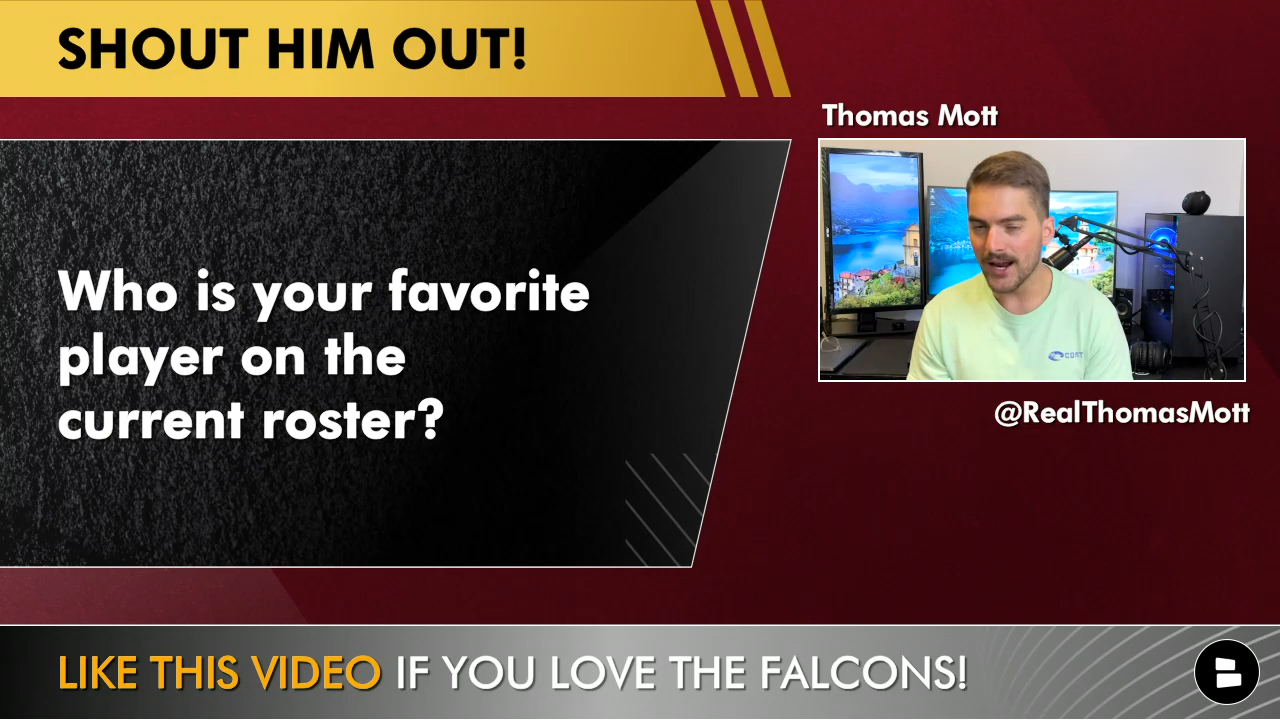 SHOUT HIM OUT!
Thomas Mott
Who is your favorite
player on the
current roster?
@RealThomasMott
LIKE THIS VIDEO IF YOU LOVE THE FALCONS!